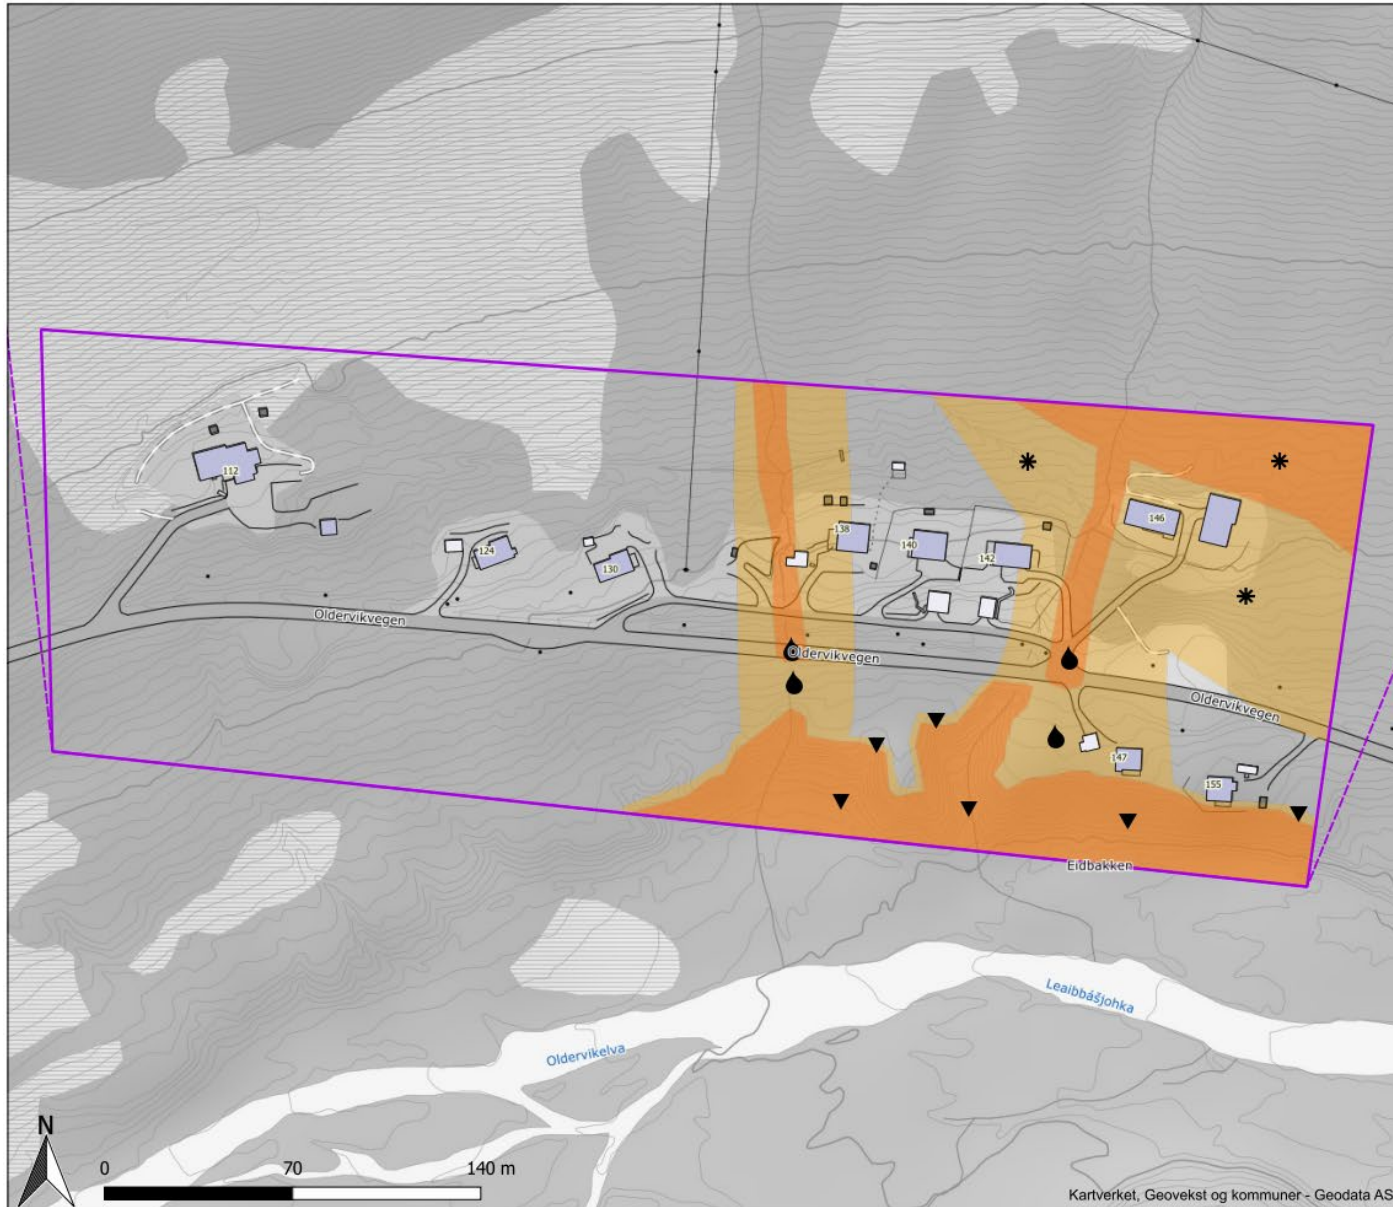 112
124
130
138
140
142
146
Oldervikvegen
Oldervikvegen
Oldervikvegen
147
155
Eidbakken
Leaibbášjohka
Oldervikelva
N
0 70 140 m
Kartverket, Geovekst og kommuner - Geodata AS